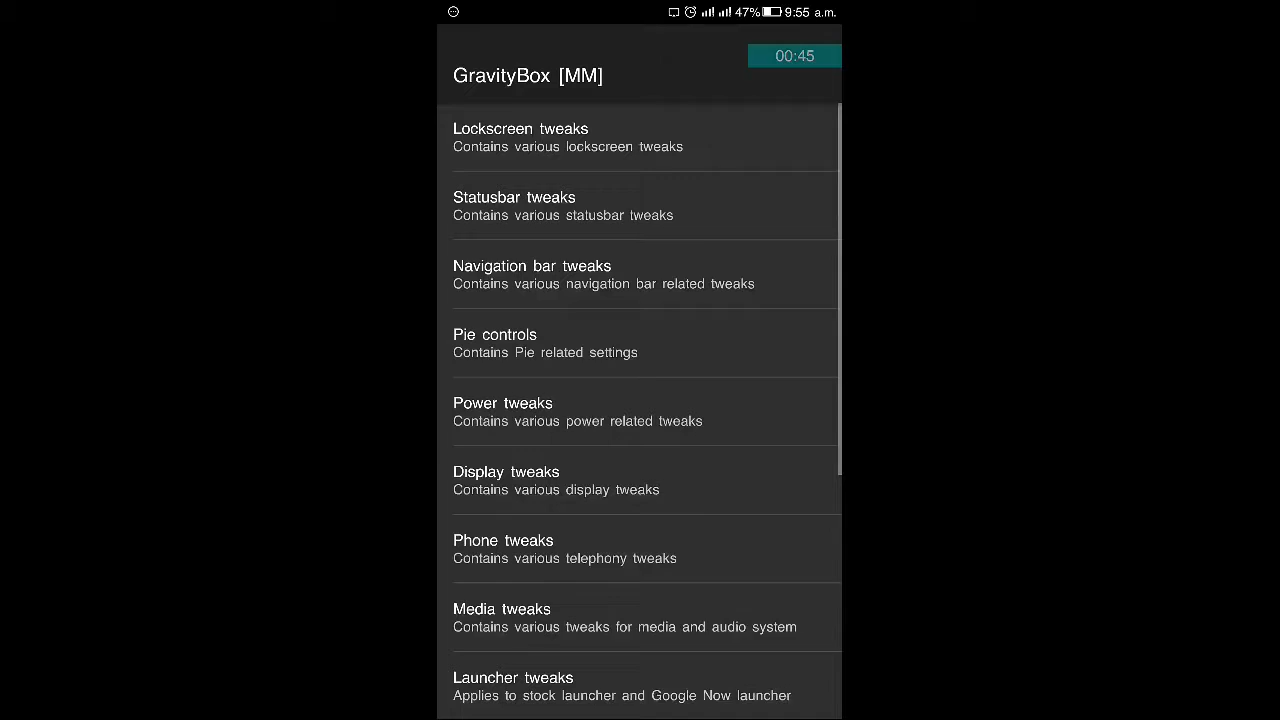 47% 9:55 a.m.
00:45
GravityBox [MM]
Lockscreen tweaks
Contains various lockscreen tweaks
Statusbar tweaks
Contains various statusbar tweaks
Navigation bar tweaks
Contains various navigation bar related tweaks
Pie controls
Contains Pie related settings
Power tweaks
Contains various power related tweaks
Display tweaks
Contains various display tweaks
Phone tweaks
Contains various telephony tweaks
Media tweaks
Contains various tweaks for media and audio system
Launcher tweaks
Applies to stock launcher and Google Now launcher